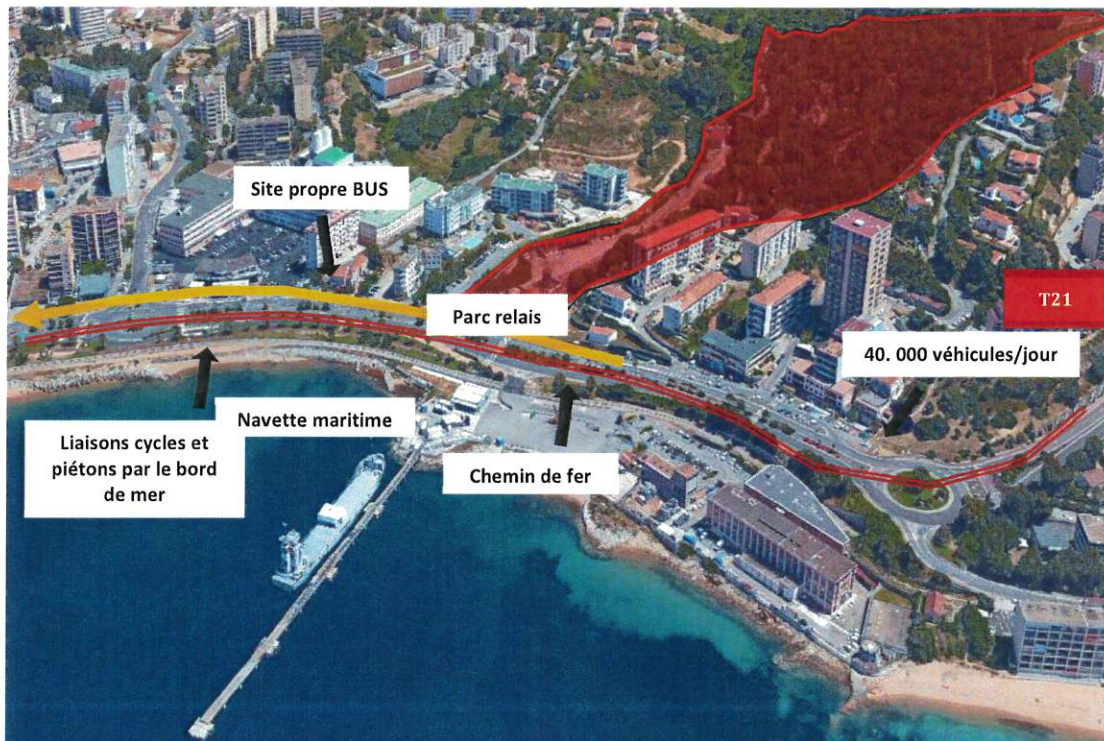 Site propre BUS
Parc relais
T21
40. 000 véhicules/jour
Navette maritime
Liaisons cycles et
piétons par le bord
de mer
Chemin de fer